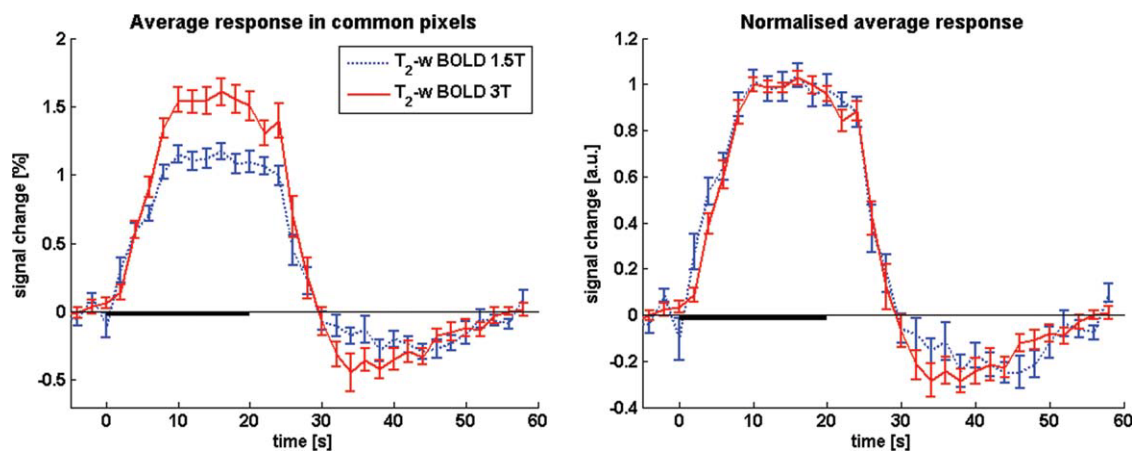 Average response in common pixels
T2-w BOLD 1.5T
T2-w BOLD 3T
signal change [%]
2
1.5
1
0.5
0
-0.5
0 10 20 30 40 50 60
time [s]
Normalised average response
signal change [a.u.]
1.2
1
0.8
0.6
0.4
0.2
0
-0.2
-0.4
0 10 20 30 40 50 60
time [s]